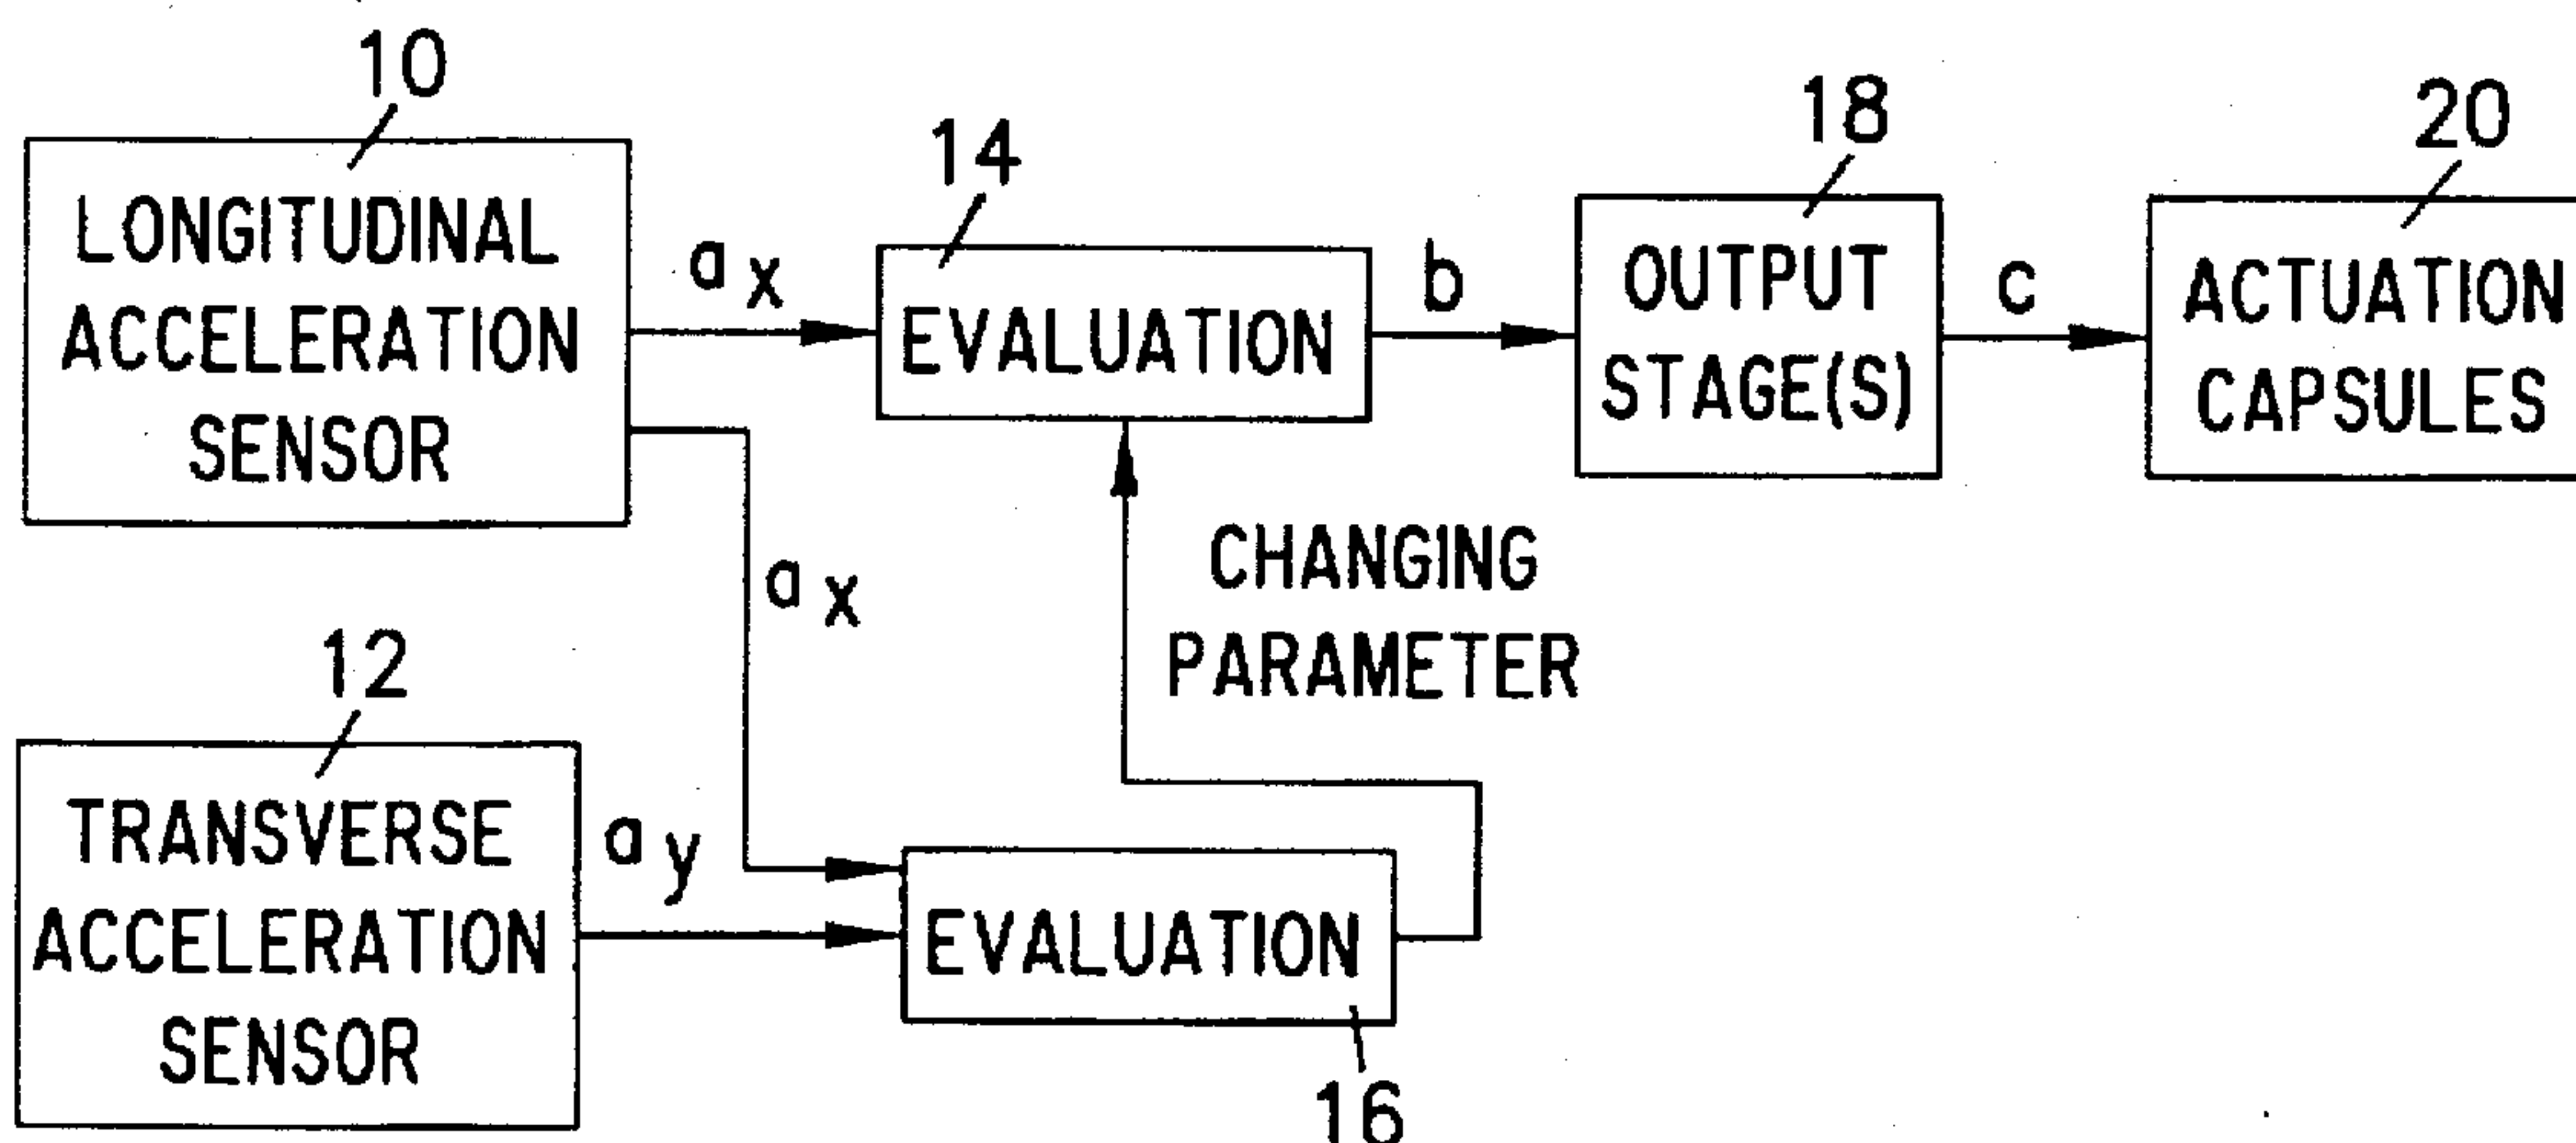 10
LONGITUDINAL
ACCELERATION
SENSOR
a x
14
EVALUATION
b
18
OUTPUT
STAGE(S)
c
20
ACTUATION
CAPSULES
a x
CHANGING
PARAMETER
12
TRANSVERSE
ACCELERATION
SENSOR
a y
EVALUATION
16